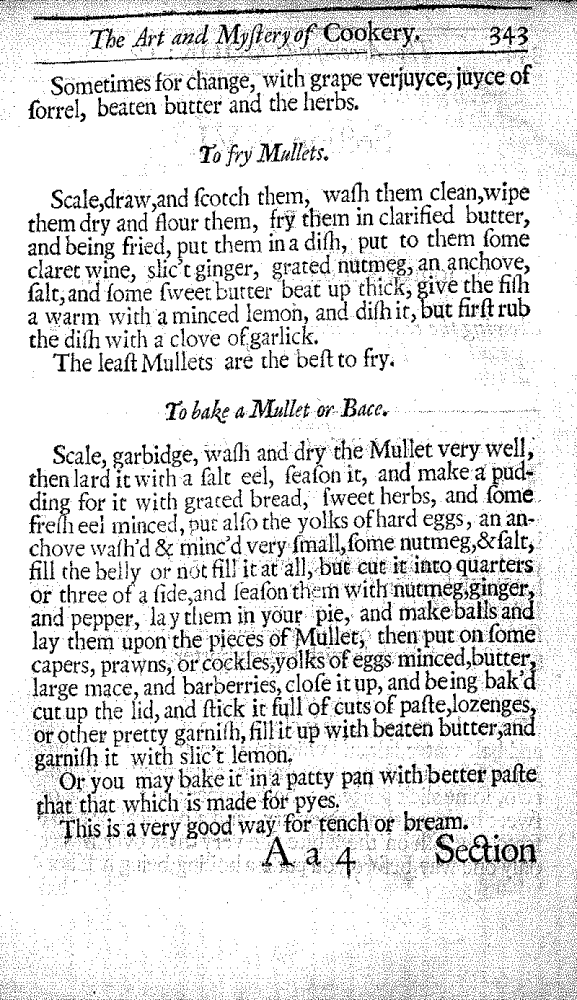 The Art and Myſtery of Cookery. 343
Sometimes for change, with grape verjuyce, juyce of
ſorrel, beaten butter and the herbs.
To fry Mullets.
Scale,draw,and ſcotch them, waſh them clean,wipe
them dry and flour them, fry them in clarified butter,
and being fried, put them in a diſh, put to them ſome
claret wine, slic't ginger, grated nutmeg, an anchove,
ſalt,and ſome ſweet butter beat up thick, give the fiſh
a warm with a minced lemon, and diſh it, but firſt rub
the diſh with a clove of garlick.
The leaſt Mullets are the beſt to fry.
To bake a Mullet or Bace.
Scale, garbidge, waſh and dry the Mullet very well,
then lard it with a ſalt eel, ſeaſon it, and make a pud-
ding for it with grated bread, ſweet herbs, and ſome
freſh eel minced, put alſo the yolks of hard eggs, an an-
chove waſh'd & minc'd very ſmall,ſome nutmeg,&ſalt,
fill the belly or not fill it at all, but cut it into quarters
or three of a ſide,and ſeaſon them with nutmeg,ginger,
and pepper, lay them in your pie, and make balls and
lay them upon the pieces of Mullet, then put on ſome
capers, prawns, or cockles,yolks of eggs minced,butter,
large mace, and barberries, cloſe it up, and being bak'd
cut up the lid, and ſtick it full of cuts of paſte,lozenges,
or other pretty garniſh, fill it up with beaten butter,and
garniſh it with slic't lemon.
Or you may bake it in a patty pan with better paſte
that that which is made for pyes.
This is a very good way for tench or bream.
A a 4 Section